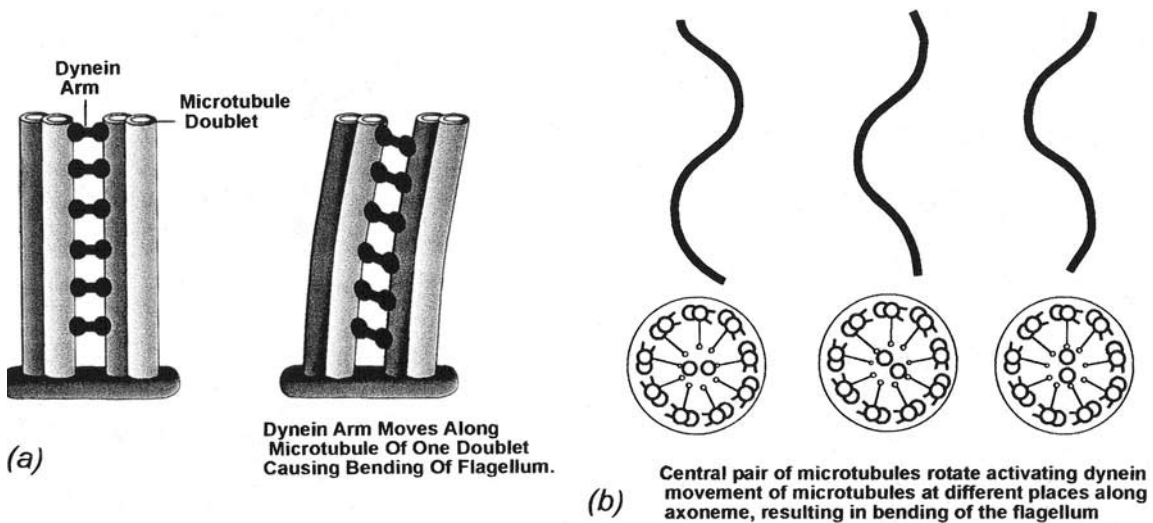 Dynein
Arm
Microtubule
Doublet
Dynein Arm Moves Along
Microtubule Of One Doublet
Causing Bending Of Flagellum.
(a)
Central pair of microtubules rotate activating dynein
movement of microtubules at different places along
axoneme, resulting in bending of the flagellum
(b)